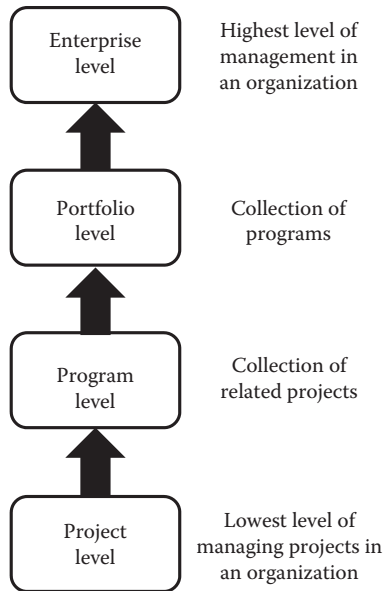 Enterprise
level
Highest level of
management in
an organization
Portfolio
level
Collection of
programs
Program
level
Collection of
related projects
Project
level
Lowest level of
managing projects in
an organization